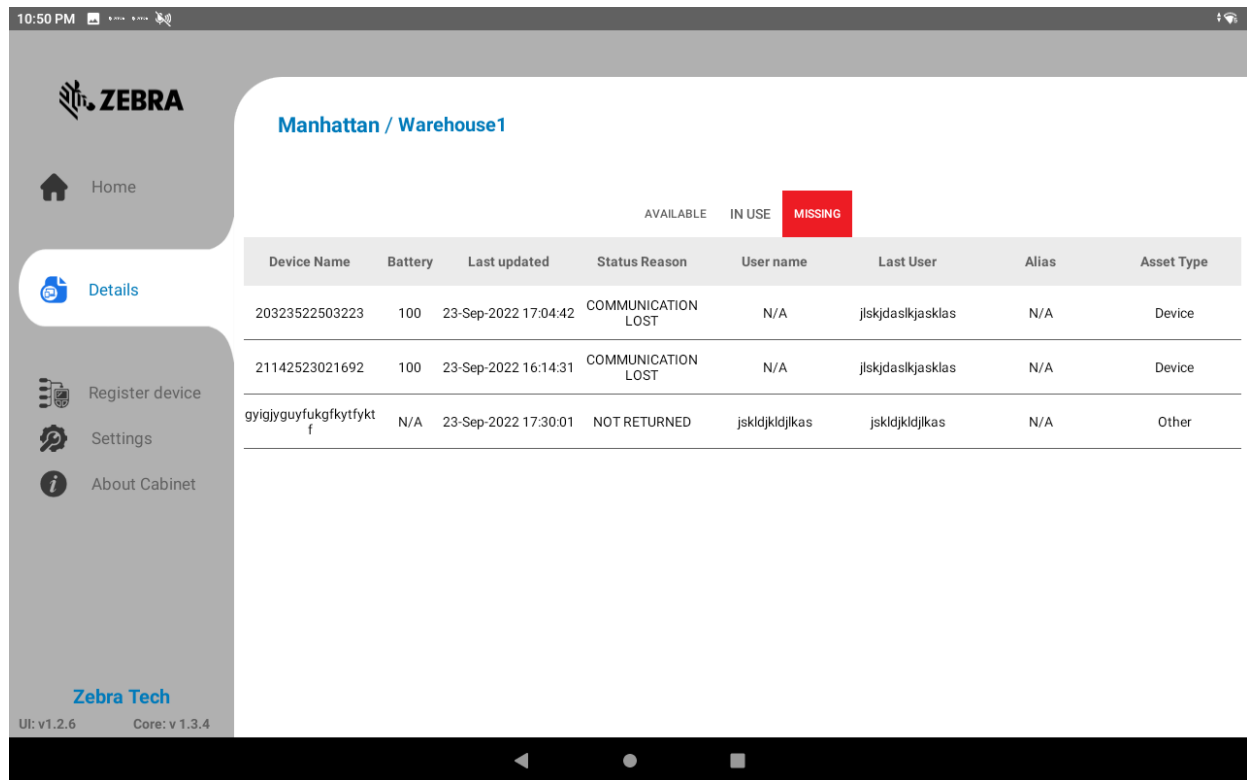 10:50 PM
ZEBRA
Manhattan / Warehouse1
Home
AVAILABLE IN USE MISSING
Device Name Battery Last updated Status Reason User name Last User Alias Asset Type
Details
20323522503223 100 23-Sep-2022 17:04:42 COMMUNICATION LOST N/A jlskjdaslkjasklas N/A Device
21142523021692 100 23-Sep-2022 16:14:31 COMMUNICATION LOST N/A jlskjdaslkjasklas N/A Device
Register device
gyigjyguyfukgfkytfyktf N/A 23-Sep-2022 17:30:01 NOT RETURNED jskldjkldjlkas jskldjkldjlkas N/A Other
Settings
About Cabinet
Zebra Tech
UI: v1.2.6 Core: v 1.3.4